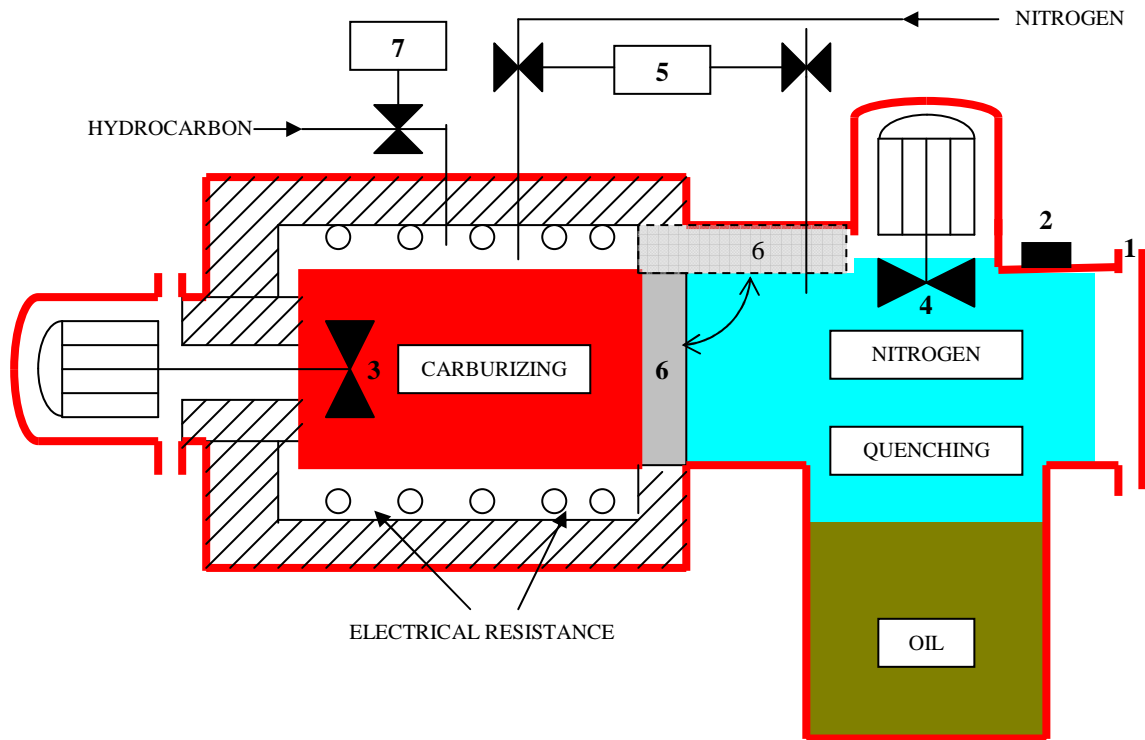 NITROGEN
7
5
HYDROCARBON
2
1
6
4
NITROGEN
3
CARBURIZING
6
QUENCHING
ELECTRICAL RESISTANCE
OIL